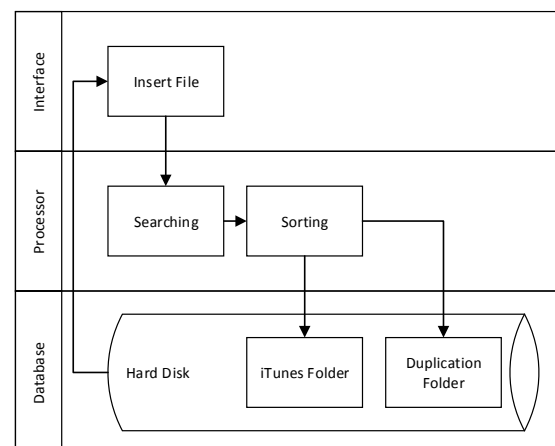 Interface
Insert File
Processor
Searching
Sorting
Database
Hard Disk
iTunes Folder
Duplication
Folder